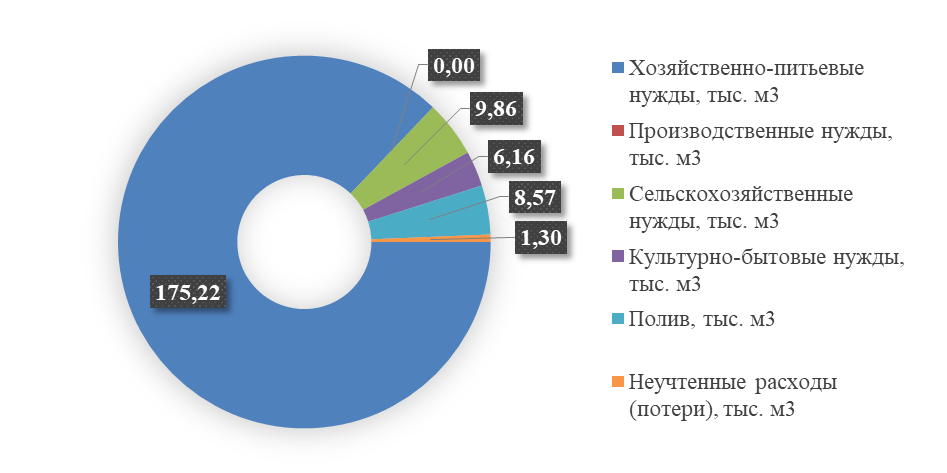 0,00
9,86
6,16
8,57
1,30
175,22
Хозяйственно-питьевые
нужды, тыс. м3
Производственные нужды,
тыс. м3
Сельскохозяйственные
нужды, тыс. м3
Культурно-бытовые нужды,
тыс. м3
Полив, тыс. м3
Неучтенные расходы
(потери), тыс. м3